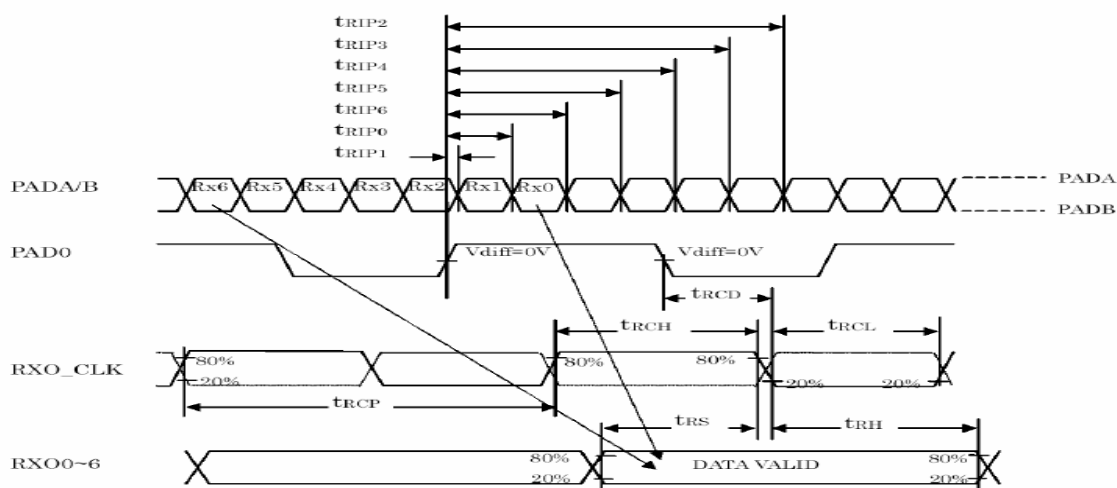 tRIP2
tRIP3
tRIP4
tRIP5
tRIP6
tRIP0
tRIP1
PADA/B Rx6 Rx5 Rx4 Rx3 Rx2 Rx1 Rx0 PADA
PADB
PAD0 Vdiff=0V Vdiff=0V
tRCD
tRCH tRCL
RXO_CLK 80% 80% 80%
20% 20% 20%
tRCP
tRS tRH
RXO0~6 80% DATA VALID 80%
20% 20%